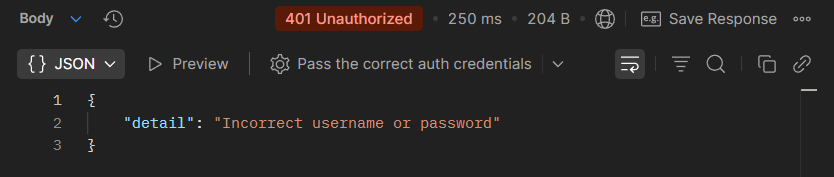 Body 401 Unauthorized • 250 ms • 204 B e.g. Save Response
{} JSON Preview Pass the correct auth credentials
1 {
2 "detail": "Incorrect username or password"
3 }